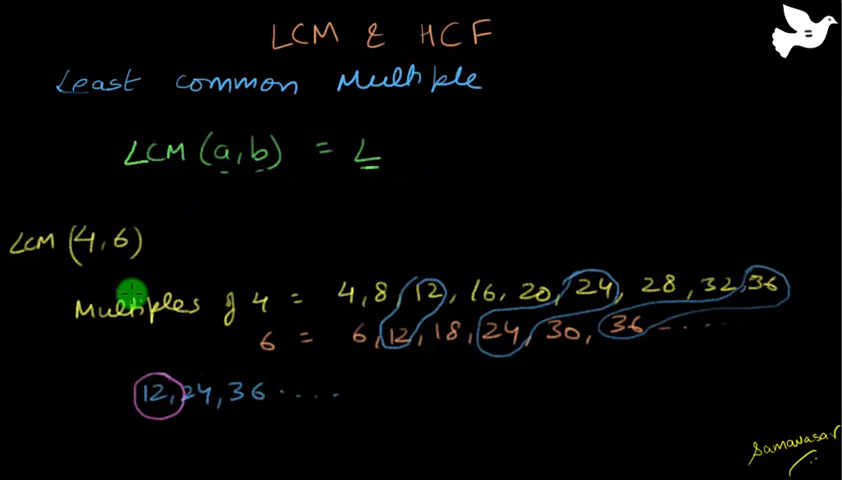 LCM & HCF
Least common Multiple
LCM (a, b) = L
LCM (4,6)
Multiples of 4 = 4,8, 12, 16, 20, 24, 28, 32, 36
6 = 6, 12, 18, 24, 30, 36 - ....
12, 24, 36 .....
Samavasar